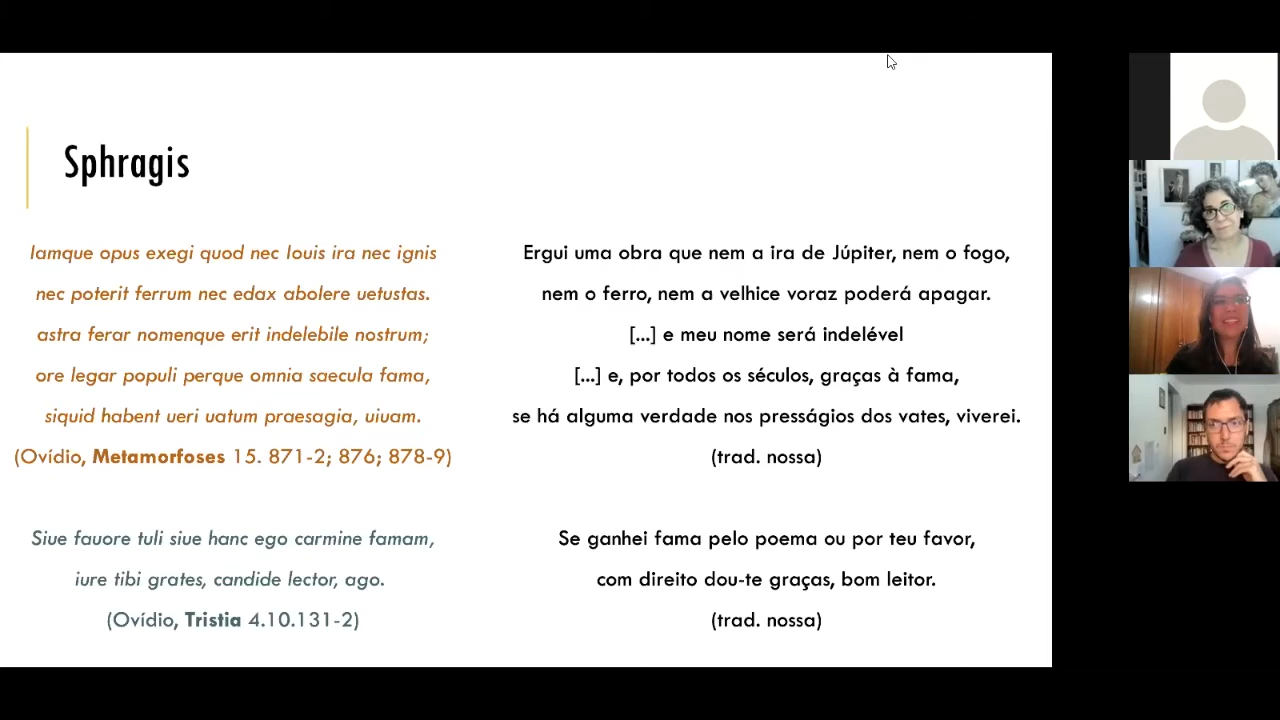 Sphragis
Iamque opus exegi quod nec Iouis ira nec ignis
nec poterit ferrum nec edax abolere uetustas.
astra ferar nomenque erit indelebile nostrum;
ore legar populi perque omnia saecula fama,
siquid habent ueri uatum praesagia, uiuam.
(Ovídio, Metamorfoses 15. 871-2; 876; 878-9)
Siue fauore tuli siue hanc ego carmine famam,
iure tibi grates, candide lector, ago.
(Ovídio, Tristia 4.10.131-2)
Ergui uma obra que nem a ira de Júpiter, nem o fogo,
nem o ferro, nem a velhice voraz poderá apagar.
[...] e meu nome será indelével
[...] e, por todos os séculos, graças à fama,
se há alguma verdade nos presságios dos vates, viverei.
(trad. nossa)
Se ganhei fama pelo poema ou por teu favor,
com direito dou-te graças, bom leitor.
(trad. nossa)